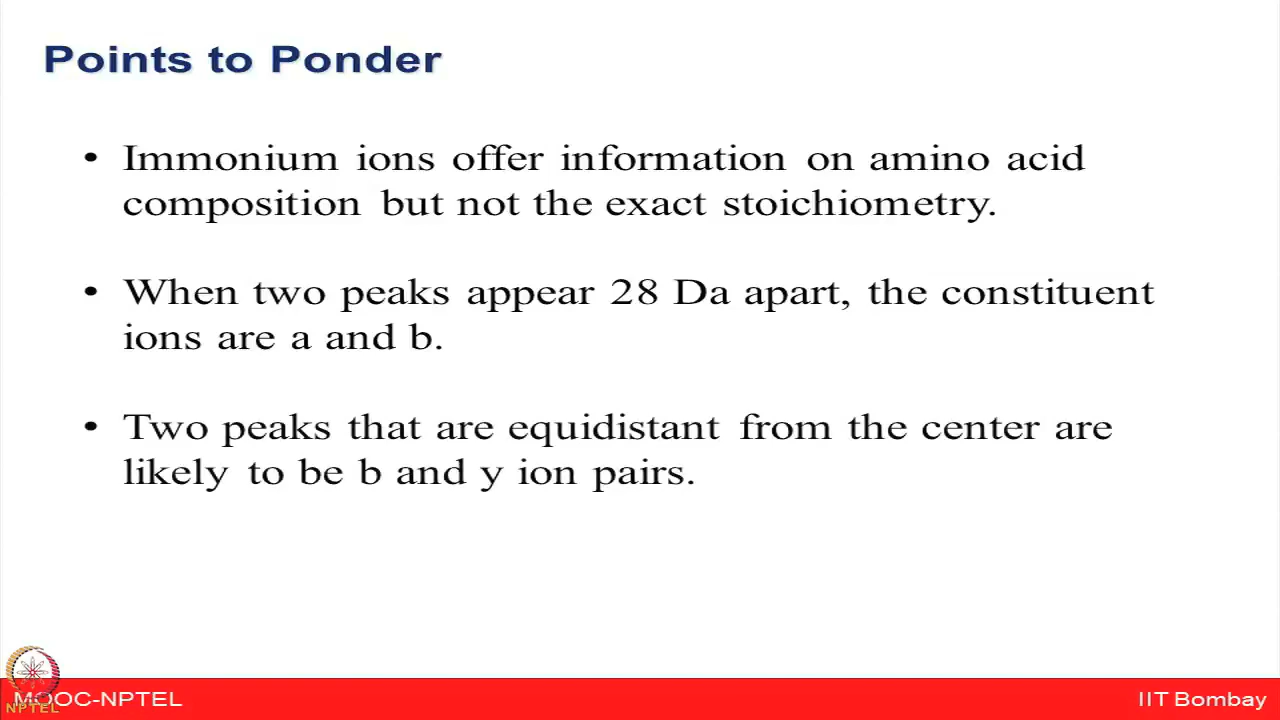 Points to Ponder
• Immonium ions offer information on amino acid
composition but not the exact stoichiometry.
• When two peaks appear 28 Da apart, the constituent
ions are a and b.
• Two peaks that are equidistant from the center are
likely to be b and y ion pairs.
MOOC-NPTEL
NPTEL
IIT Bombay